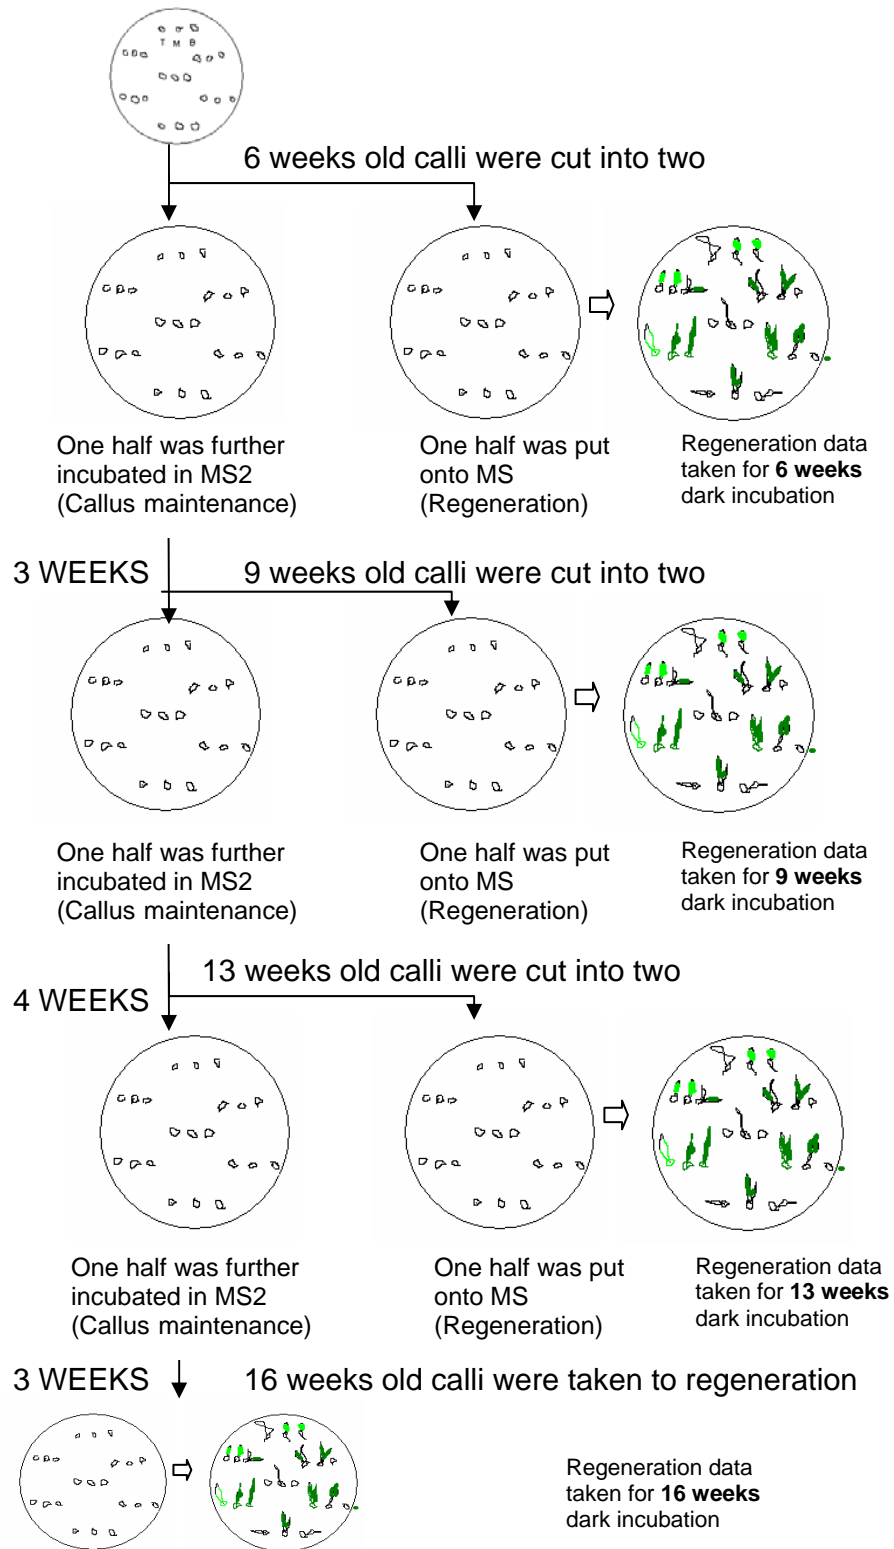 T M B
6 weeks old calli were cut into two
One half was further
incubated in MS2
(Callus maintenance)
One half was put
onto MS
(Regeneration)
Regeneration data
taken for 6 weeks
dark incubation
3 WEEKS
9 weeks old calli were cut into two
One half was further
incubated in MS2
(Callus maintenance)
One half was put
onto MS
(Regeneration)
Regeneration data
taken for 9 weeks
dark incubation
13 weeks old calli were cut into two
4 WEEKS
One half was further
incubated in MS2
(Callus maintenance)
One half was put
onto MS
(Regeneration)
Regeneration data
taken for 13 weeks
dark incubation
3 WEEKS
16 weeks old calli were taken to regeneration
Regeneration data
taken for 16 weeks
dark incubation